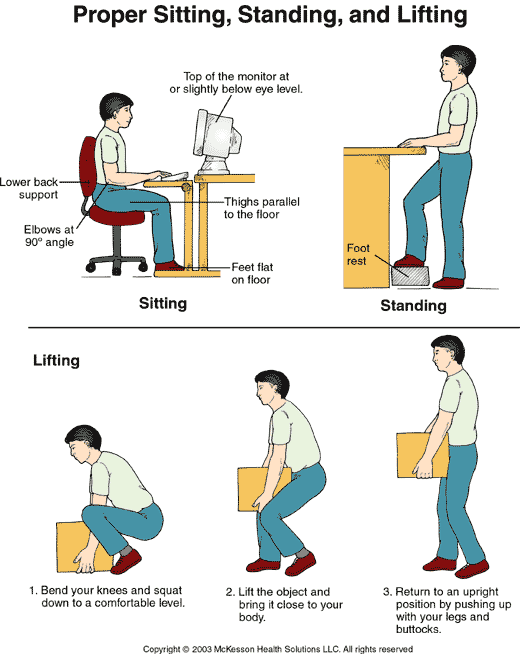 Proper Sitting, Standing, and Lifting
Top of the monitor at
or slightly below eye level.
Lower back
support
Elbows at
90° angle
Thighs parallel
to the floor
Feet flat
on floor
Sitting
Foot
rest
Standing
Lifting
1. Bend your knees and squat
down to a comfortable level.
2. Lift the object and
bring it close to your
body.
3. Return to an upright
position by pushing up
with your legs and
buttocks.
Copyright © 2003 McKesson Health Solutions LLC. All rights reserved